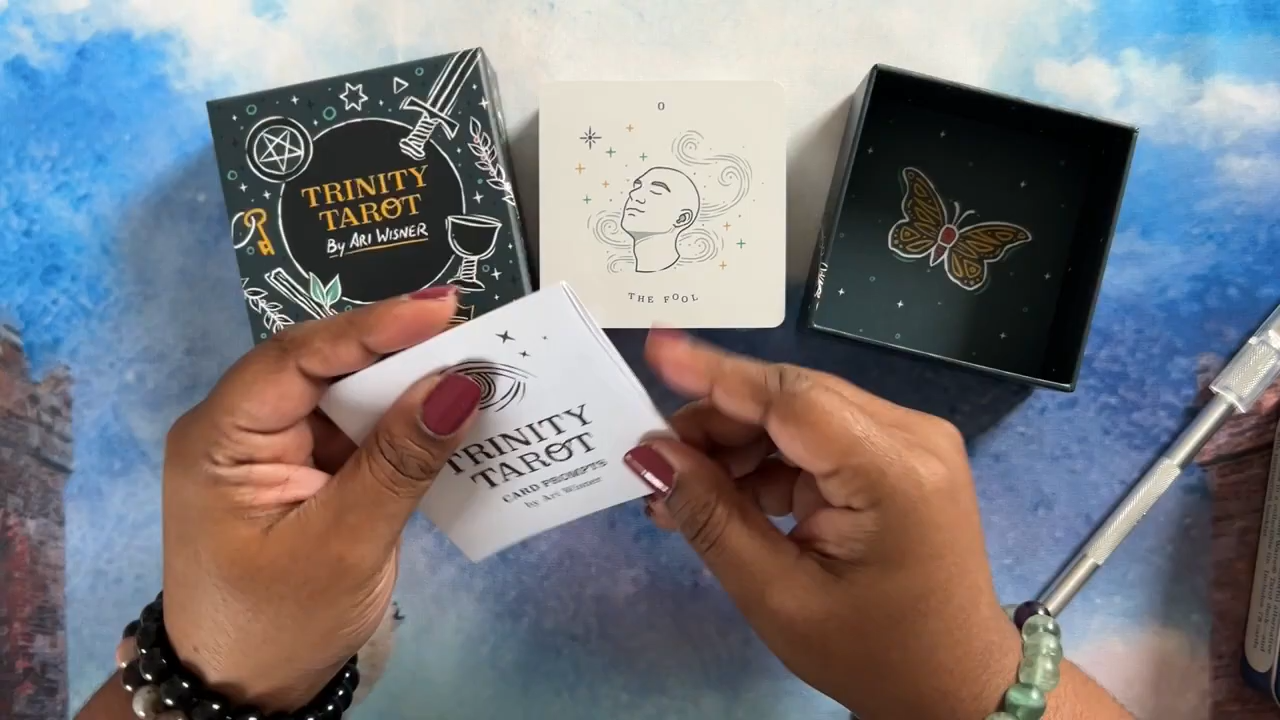 TRINITY
TAROT
By ARI WISNER
0
THE FOOL
TRINITY
TAROT
CARD PROMPTS
by Ari Wisner